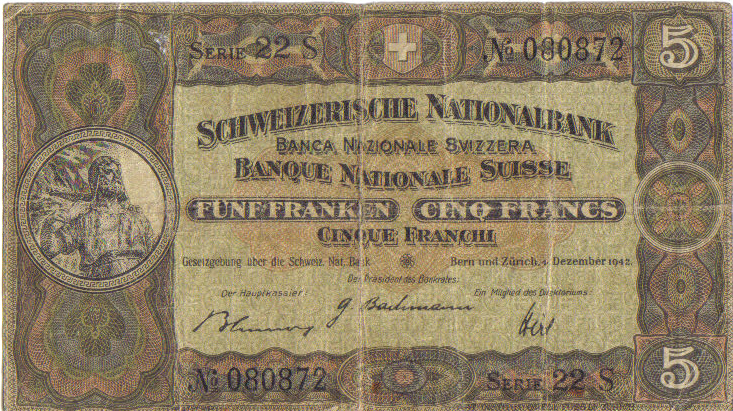 SERIE 22 S № 080872 5
SCHWEIZERISCHE NATIONALBANK
BANCA NAZIONALE SVIZZERA
BANQUE NATIONALE SUISSE
FÜNF FRANKEN CINQ FRANCS
CINQUE FRANCHI
Gesetzgebung über die Schweiz. Nat. Bank Bern und Zürich, 4. Dezember 1942.
Der Präsident des Bankrates:
Der Hauptkassier: Ein Mitglied des Direktoriums:
G. Bachmann
№ 080872 SERIE 22 S 5